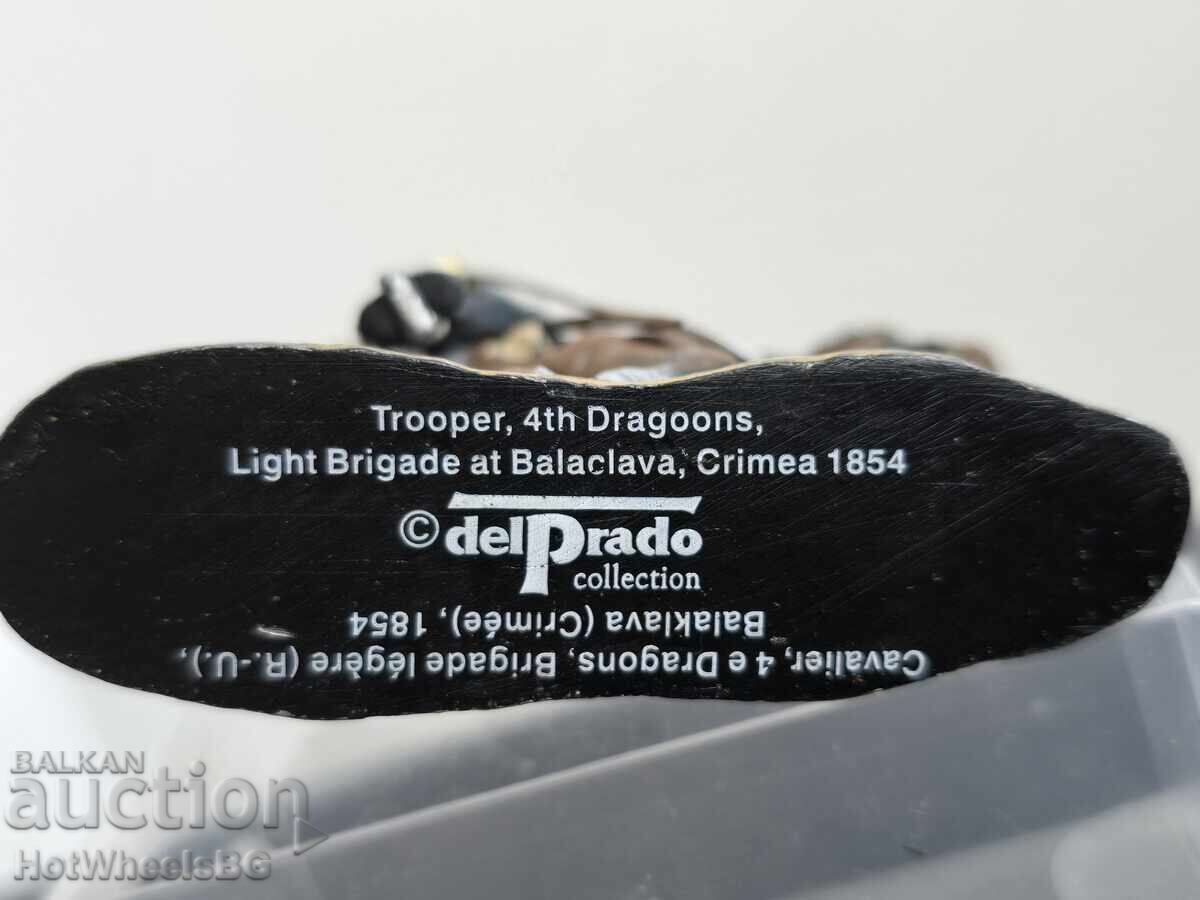 Trooper, 4th Dragoons,
Light Brigade at Balaclava, Crimea 1854
© delPrado
collection
Cavalier, 4 e Dragons, Brigade légère (R.-U.),
Balaklava (Crimée), 1854
BALKAN
auction
HotWheelsBG